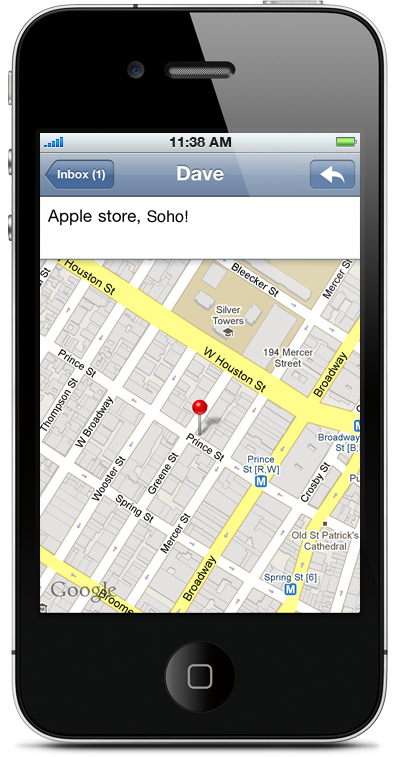 11:38 AM
Inbox (1)
Dave
Apple store, Soho!
W Houston St
Bleecker St
Mercer St
Silver
Towers
194 Mercer
Street
W Houston St
Broadway
Prince St
Thompson St
W Broadway
Prince St
Broadway
St [B,
Prince
St [R,W]
M
Greene St
Wooster St
Crosby St
Spring St
Mercer St
Old St Patrick's
Cathedral
Broadway
Spring St [6]
M
Google
Broome